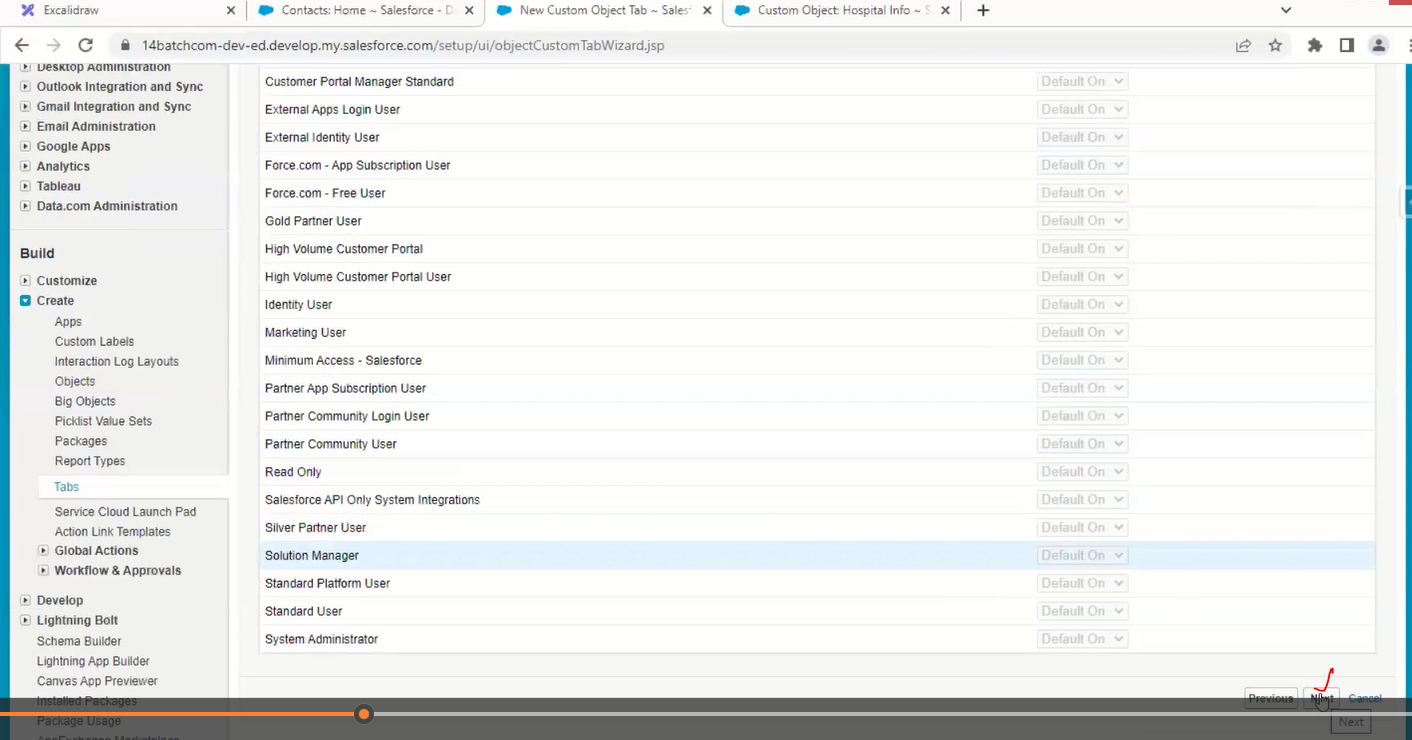 Excalidraw
Contacts: Home ~ Salesforce - D
New Custom Object Tab ~ Sales
Custom Object: Hospital Info ~ S
14batchcom-dev-ed.develop.my.salesforce.com/setup/ui/objectCustomTabWizard.jsp
Desktop Administration
Outlook Integration and Sync
Gmail Integration and Sync
Email Administration
Google Apps
Analytics
Tableau
Data.com Administration
Build
Customize
Create
Apps
Custom Labels
Interaction Log Layouts
Objects
Big Objects
Picklist Value Sets
Packages
Report Types
Tabs
Service Cloud Launch Pad
Action Link Templates
Global Actions
Workflow & Approvals
Develop
Lightning Bolt
Schema Builder
Lightning App Builder
Canvas App Previewer
Installed Packages
Package Usage
AppExchange Marketplace
Customer Portal Manager Standard Default On
External Apps Login User Default On
External Identity User Default On
Force.com - App Subscription User Default On
Force.com - Free User Default On
Gold Partner User Default On
High Volume Customer Portal Default On
High Volume Customer Portal User Default On
Identity User Default On
Marketing User Default On
Minimum Access - Salesforce Default On
Partner App Subscription User Default On
Partner Community Login User Default On
Partner Community User Default On
Read Only Default On
Salesforce API Only System Integrations Default On
Silver Partner User Default On
Solution Manager Default On
Standard Platform User Default On
Standard User Default On
System Administrator Default On
Previous Next Cancel
Next